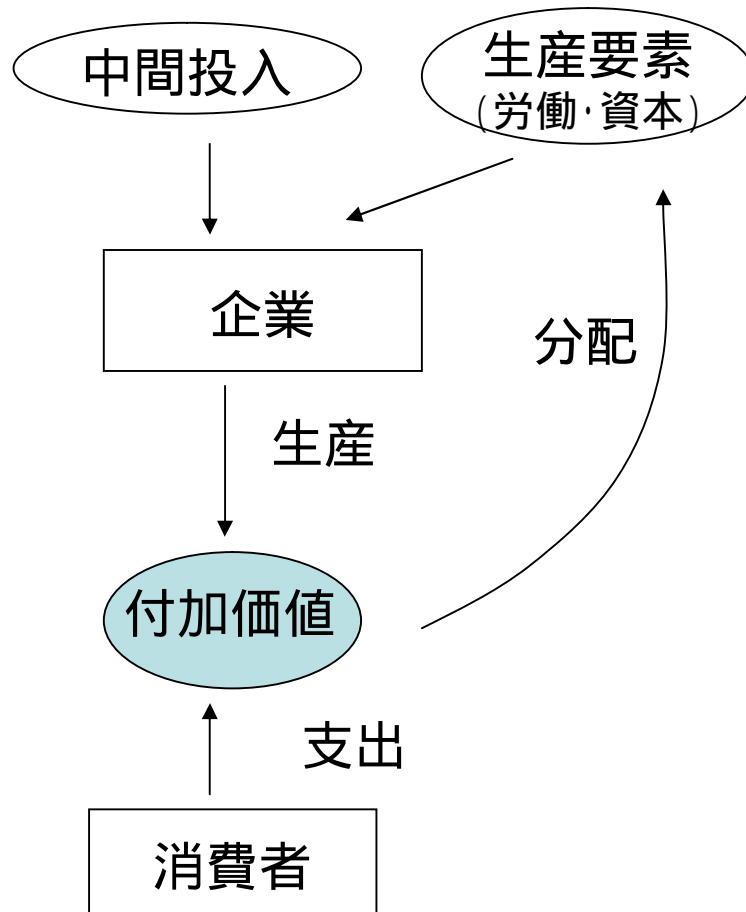 中間投入
生産要素
(労働･資本)
企業
分配
生産
付加価値
支出
消費者